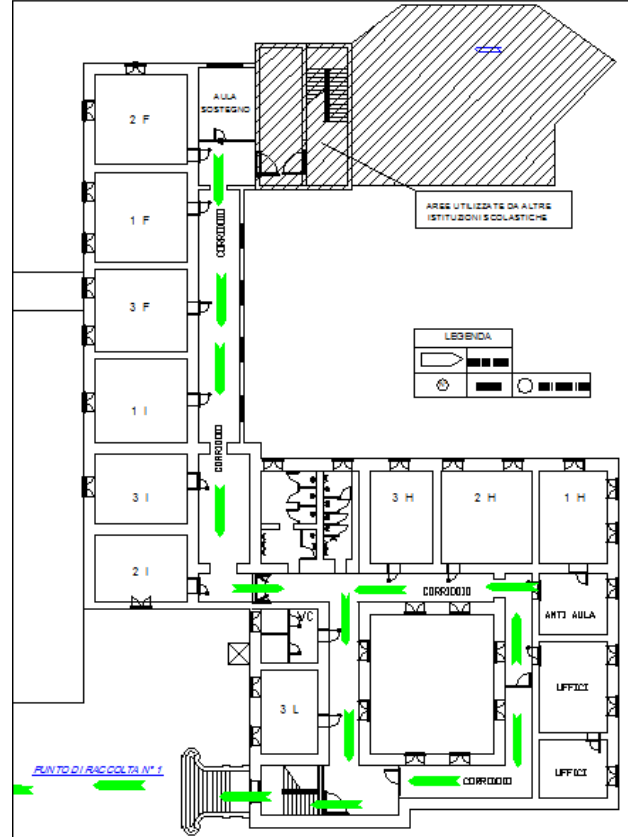 AULA
SOSTEGNO
2 F
AREE UTILIZZATE DA ALTRE
ISTITUZIONI SCOLASTICHE
1 F
CORRIDOIO
3 F
LEGENDA
1 I
CORRIDOIO
3 I
3 H
2 H
1 H
2 I
CORRIDOIO
ANTI AULA
VC
UFFICI
3 L
PUNTO DI RACCOLTA N° 1
CORRIDOIO
UFFICI